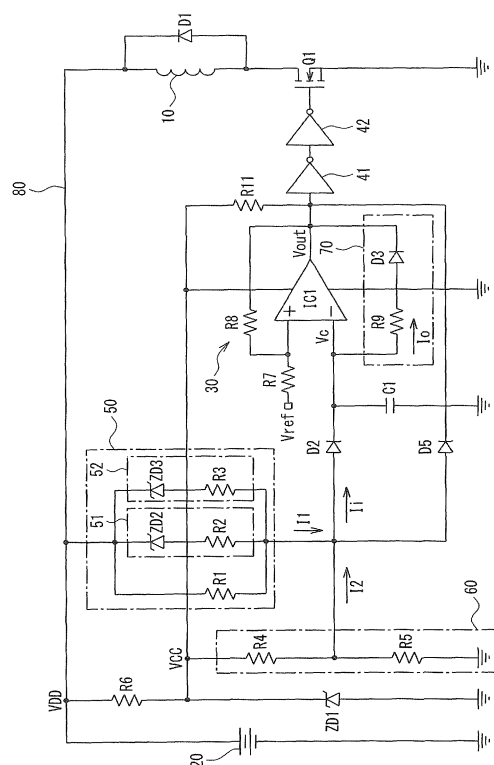 80
D1
10
Q1
42
41
R11
Vout
70
R8
IC1
+
−
D3
30
Vc
R9
Io
R7
Vref
C1
50
52
ZD3
R3
51
ZD2
R2
R1
I1
D2
Ii
D5
I2
60
VCC
R4
R5
VDD
R6
ZD1
20